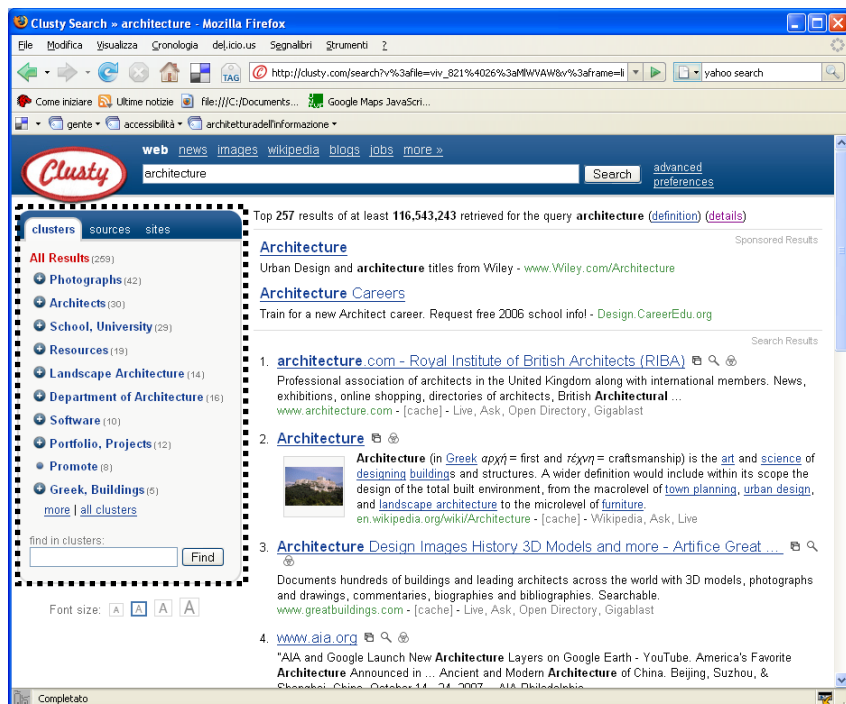 Clusty Search » architecture - Mozilla Firefox
File Modifica Visualizza Cronologia del.icio.us Segnalibri Strumenti ?
TAG http://clusty.com/search?v%3afile=viv_821%4026%3aMlWVAW&v%3aframe=li yahoo search
Come iniziare Ultime notizie file:///C:/Documents... Google Maps JavaScri...
gente accessibilità architetturadell'informazione
Clusty
web news images wikipedia blogs jobs more »
architecture Search advanced
preferences
clusters sources sites
All Results (259)
Photographs (42)
Architects (30)
School, University (29)
Resources (19)
Landscape Architecture (14)
Department of Architecture (16)
Software (10)
Portfolio, Projects (12)
Promote (8)
Greek, Buildings (5)
more | all clusters
find in clusters:
Find
Font size: A A A A
Top 257 results of at least 116,543,243 retrieved for the query architecture (definition) (details)
Sponsored Results
Architecture
Urban Design and architecture titles from Wiley - www.Wiley.com/Architecture
Architecture Careers
Train for a new Architect career. Request free 2006 school info! - Design.CareerEdu.org
Search Results
1. architecture.com - Royal Institute of British Architects (RIBA)
Professional association of architects in the United Kingdom along with international members. News,
exhibitions, online shopping, directories of architects, British Architectural ...
www.architecture.com - [cache] - Live, Ask, Open Directory, Gigablast
2. Architecture
Architecture (in Greek αρχή = first and τέχνη = craftsmanship) is the art and science of
designing buildings and structures. A wider definition would include within its scope the
design of the total built environment, from the macrolevel of town planning, urban design,
and landscape architecture to the microlevel of furniture.
en.wikipedia.org/wiki/Architecture - [cache] - Wikipedia, Ask, Live
3. Architecture Design Images History 3D Models and more - Artifice Great ...
Documents hundreds of buildings and leading architects across the world with 3D models, photographs
and drawings, commentaries, biographies and bibliographies. Searchable.
www.greatbuildings.com - [cache] - Live, Ask, Open Directory, Gigablast
4. www.aia.org
"AIA and Google Launch New Architecture Layers on Google Earth - YouTube. America's Favorite
Architecture Announced in ... Ancient and Modern Architecture of China. Beijing, Suzhou, &
Shanghai, China. October 14 - 24, 2007 ... AIA Philadelphia
Completato